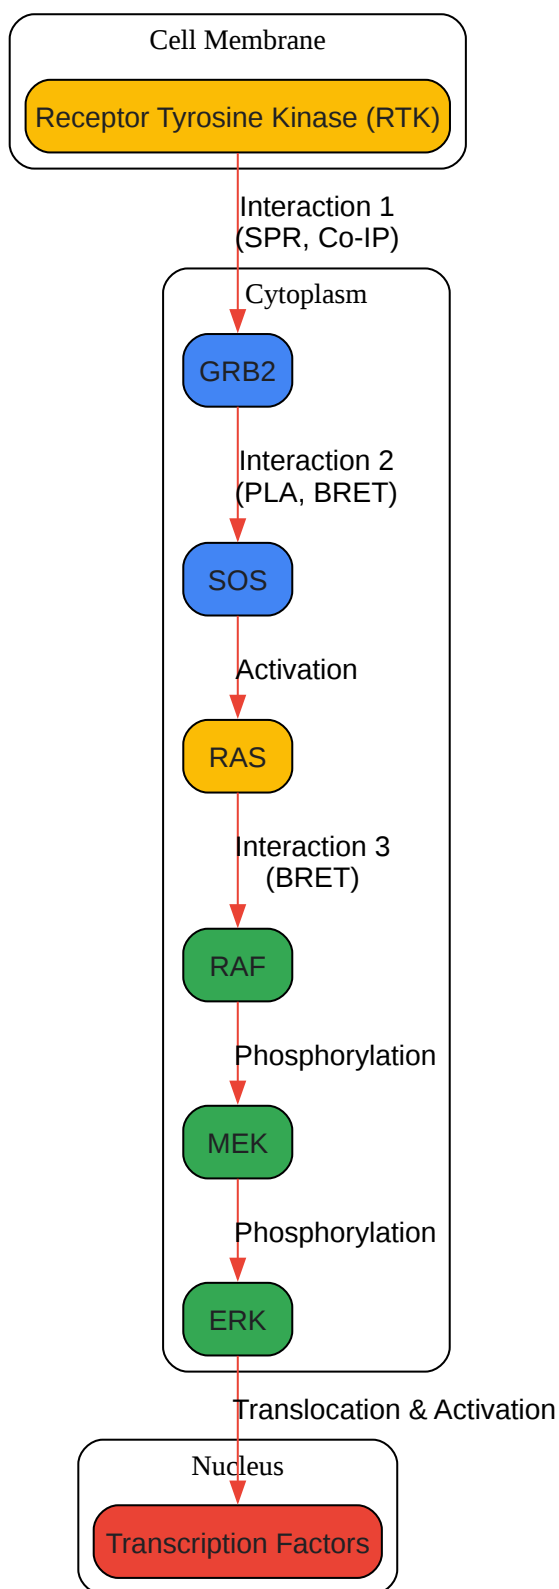 Cell Membrane
Receptor Tyrosine Kinase (RTK)
Interaction 1
(SPR, Co-IP)
Cytoplasm
GRB2
Interaction 2
(PLA, BRET)
SOS
Activation
RAS
Interaction 3
(BRET)
RAF
Phosphorylation
MEK
Phosphorylation
ERK
Translocation & Activation
Nucleus
Transcription Factors